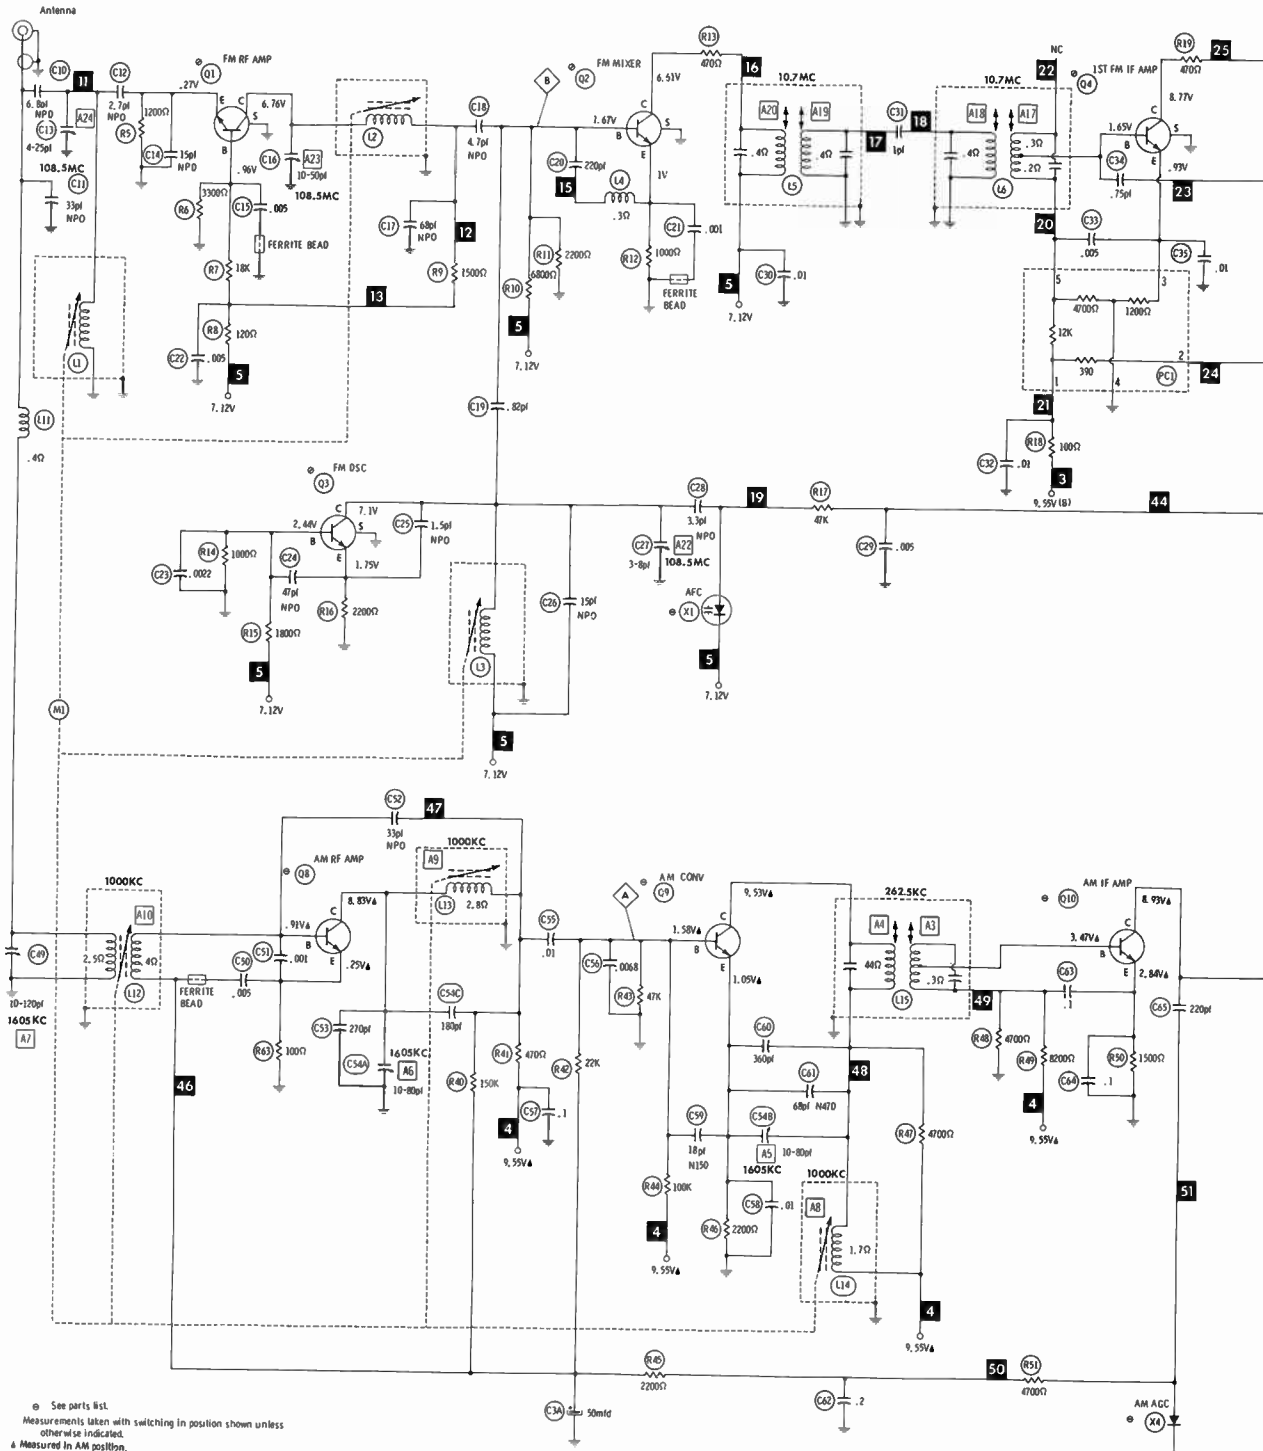 Antenna
C10
11
C12
FM RF AMP
Q1
.27V
6.8pf
NPO
2.7pf
NPO
1200Ω
R5
E
C
S
B
6.76V
C13
A24
4-25pf
C14
15pf
NPO
108.5MC
C11
33pf
NPO
.96V
C16
A23
10-50pf
108.5MC
L2
C18
4.7pf
NPO
B
Q2
FM MIXER
1.67V
6.51V
C
S
B
E
1V
R13
470Ω
16
10.7MC
A20
A19
.4Ω
.4Ω
L5
17
C31
1pf
18
10.7MC
A18
A17
.4Ω
.3Ω
.2Ω
L6
NC
22
Q4
1ST FM IF AMP
R19
470Ω
25
8.77V
C
1.65V
B
S
E
.93V
C34
.75pf
23
3300Ω
R6
C15
.005
FERRITE BEAD
R7
18K
C17
68pf
NPO
12
R9
1500Ω
13
C20
220pf
15
L4
.3Ω
R11
2200Ω
R10
6800Ω
R12
1000Ω
C21
.001
FERRITE
BEAD
5
7.12V
5
7.12V
C30
.01
20
C33
.005
C35
.01
5
3
4700Ω
1200Ω
12K
390
2
1
4
PC1
24
21
L1
R8
120Ω
C22
.005
5
7.12V
C19
.82pf
L11
.4Ω
C32
.01
R18
100Ω
3
9.55V (B)
FM OSC
Q3
C
7.1V
2.44V
B
S
E
1.75V
C25
1.5pf
NPO
C28
3.3pf
NPO
19
R17
47K
44
C23
.0022
R14
1000Ω
C24
47pf
NPO
R16
2200Ω
R15
1800Ω
5
7.12V
C26
15pf
NPO
C27
A22
3-8pf
108.5MC
C29
.005
AFC
X1
5
7.12V
L3
5
7.12V
M1
C52
33pf
NPO
47
AM RF AMP
Q8
1000KC
A9
L13
2.8Ω
C
8.83V▲
.91V▲
B
E
.25V▲
1000KC
A10
2.5Ω
.4Ω
L12
C49
10-120pf
1605KC
A7
FERRITE
BEAD
C50
.005
C51
.001
C53
270pf
C54C
180pf
C54A
1605KC
A6
10-80pf
R63
100Ω
46
C55
.01
A
Q9
AM CONV
1.58V▲
9.53V▲
C
B
E
1.05V▲
C56
.0068
R43
47K
R41
470Ω
R40
150K
R42
22K
C57
.1
4
9.55V▲
262.5KC
A4
A3
44Ω
.3Ω
L15
Q10
AM IF AMP
C
8.93V▲
3.47V▲
B
E
2.84V▲
49
C63
.1
C65
220pf
C60
360pf
C61
68pf N470
48
R48
4700Ω
R49
8200Ω
R50
1500Ω
C64
.1
4
9.55V▲
C59
18pf
N150
C54B
A5
10-80pf
1605KC
R47
4700Ω
R44
100K
4
9.55V▲
R46
2200Ω
C58
.01
1000KC
A8
1.7Ω
L14
4
9.55V▲
51
R45
2200Ω
50
R51
4700Ω
C3A
50mfd
C62
.2
AM AGC
X4
⊖ See parts list.
Measurements taken with switching in position shown unless
otherwise indicated.
▲ Measured in AM position.